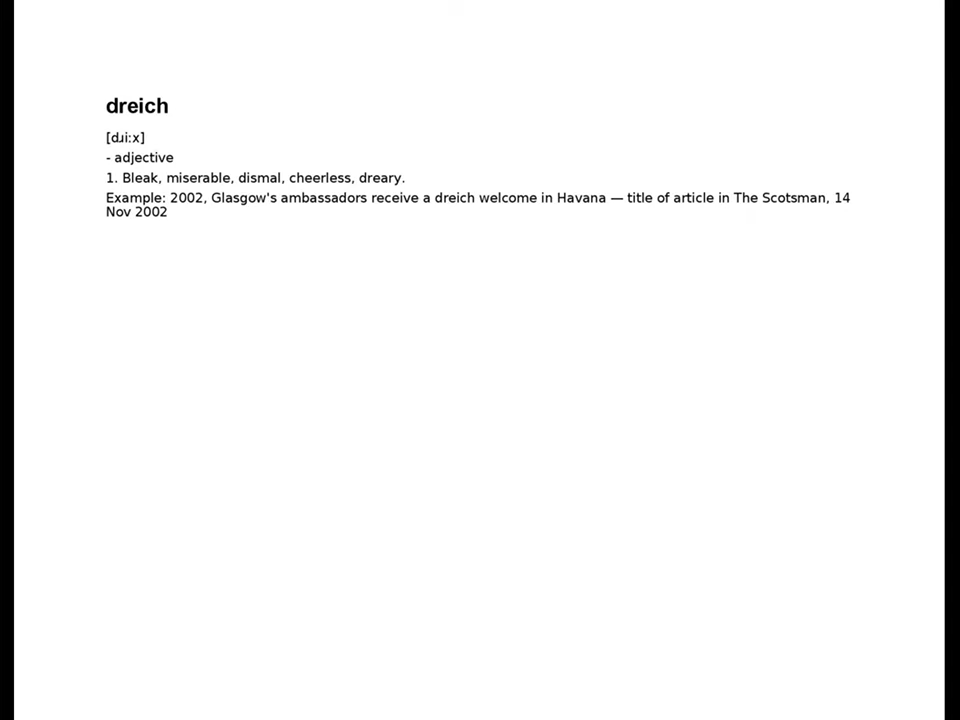 dreich
[dɹiːx]
- adjective
1. Bleak, miserable, dismal, cheerless, dreary.
Example: 2002, Glasgow's ambassadors receive a dreich welcome in Havana — title of article in The Scotsman, 14
Nov 2002